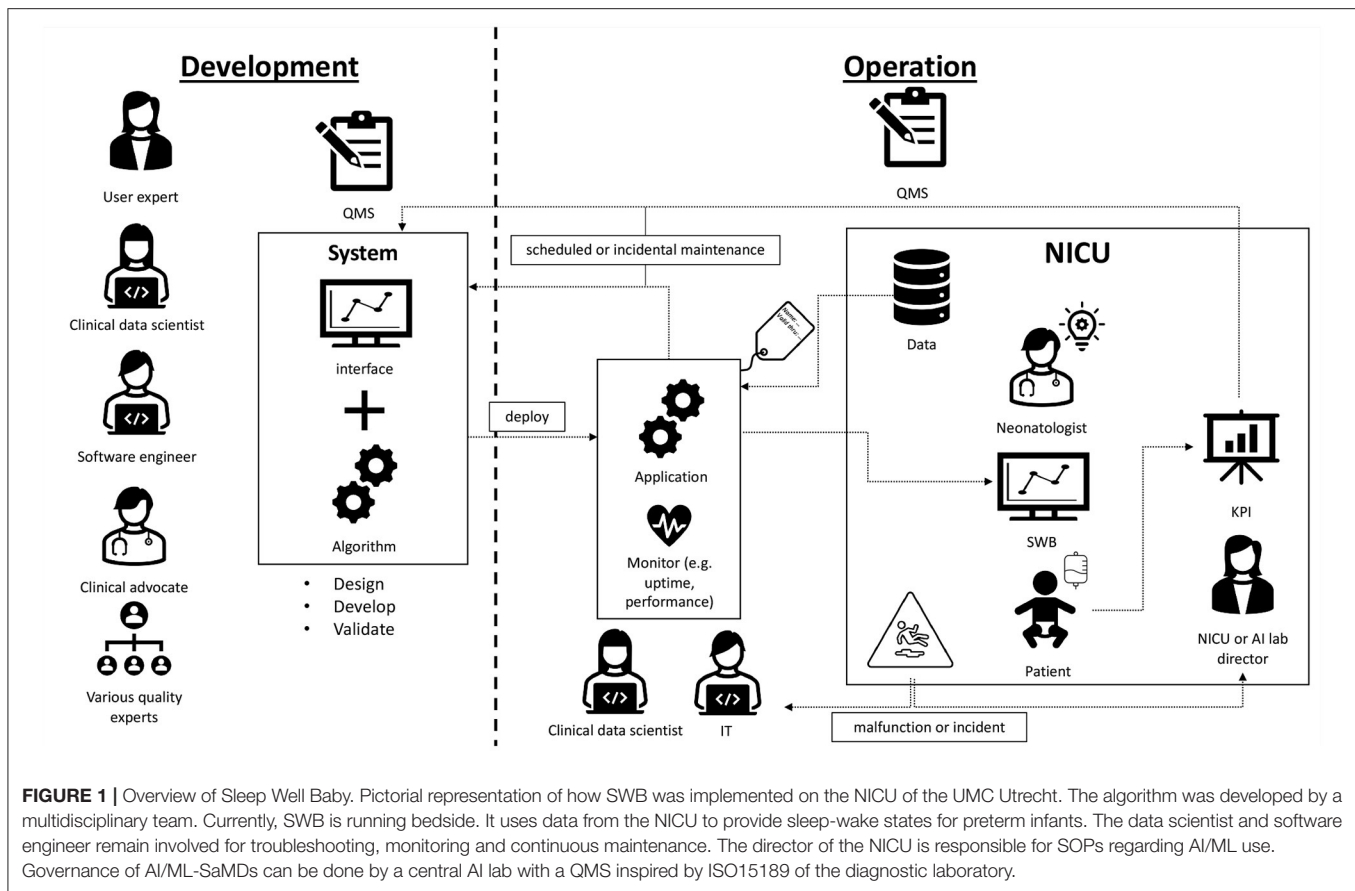 Development
Operation
User expert
Clinical data scientist
Software engineer
Clinical advocate
Various quality
experts
QMS
System
interface
Algorithm
• Design
• Develop
• Validate
deploy
QMS
scheduled or incidental maintenance
Name:...
Valid thru:...
Application
Monitor (e.g.
uptime,
performance)
Clinical data scientist
IT
NICU
Data
Neonatologist
SWB
Patient
KPI
NICU or AI lab
director
malfunction or incident
FIGURE 1 | Overview of Sleep Well Baby. Pictorial representation of how SWB was implemented on the NICU of the UMC Utrecht. The algorithm was developed by a
multidisciplinary team. Currently, SWB is running bedside. It uses data from the NICU to provide sleep-wake states for preterm infants. The data scientist and software
engineer remain involved for troubleshooting, monitoring and continuous maintenance. The director of the NICU is responsible for SOPs regarding AI/ML use.
Governance of AI/ML-SaMDs can be done by a central AI lab with a QMS inspired by ISO15189 of the diagnostic laboratory.